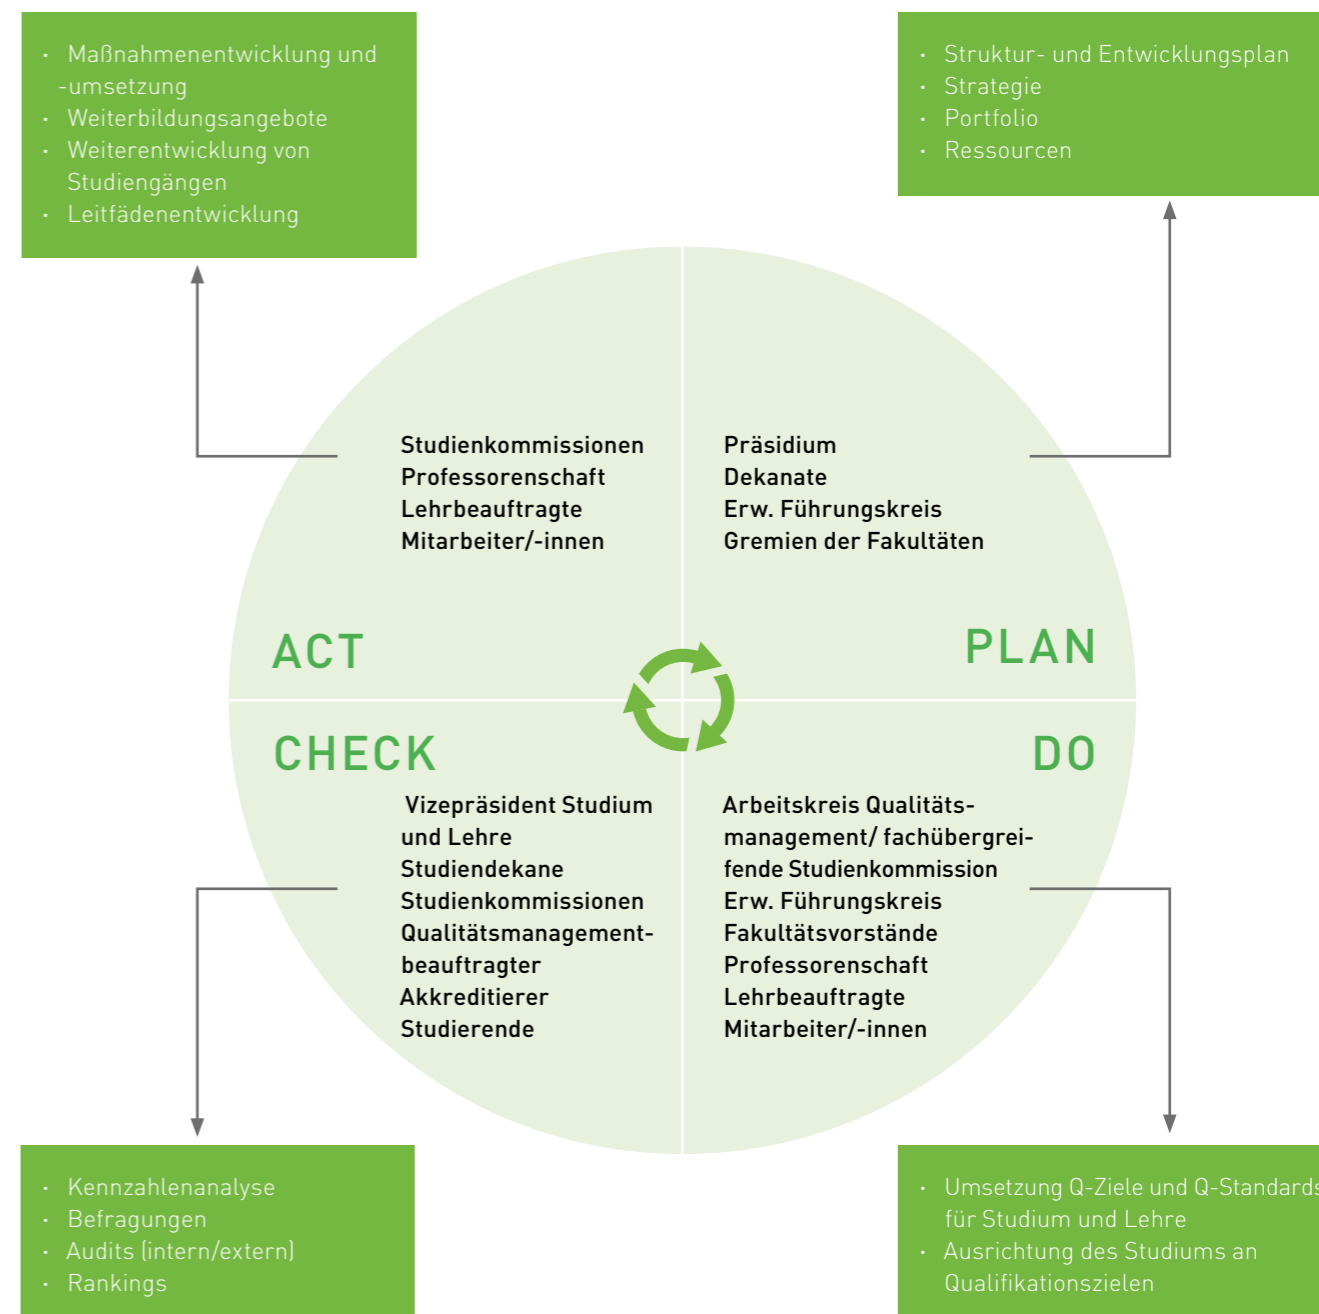 · Maßnahmenentwicklung und
-umsetzung
· Weiterbildungsangebote
· Weiterentwicklung von
Studiengängen
· Leitfädenentwicklung
· Struktur- und Entwicklungsplan
· Strategie
· Portfolio
· Ressourcen
Studienkommissionen
Professorenschaft
Lehrbeauftragte
Mitarbeiter/-innen
ACT
Präsidium
Dekanate
Erw. Führungskreis
Gremien der Fakultäten
PLAN
CHECK
Vizepräsident Studium
und Lehre
Studiendekane
Studienkommissionen
Qualitätsmanagement-
beauftragter
Akkreditierer
Studierende
DO
Arbeitskreis Qualitäts-
management/ fachübergrei-
fende Studienkommission
Erw. Führungskreis
Fakultätsvorstände
Professorenschaft
Lehrbeauftragte
Mitarbeiter/-innen
· Kennzahlenanalyse
· Befragungen
· Audits (intern/extern)
· Rankings
· Umsetzung Q-Ziele und Q-Standards
für Studium und Lehre
· Ausrichtung des Studiums an
Qualifikationszielen